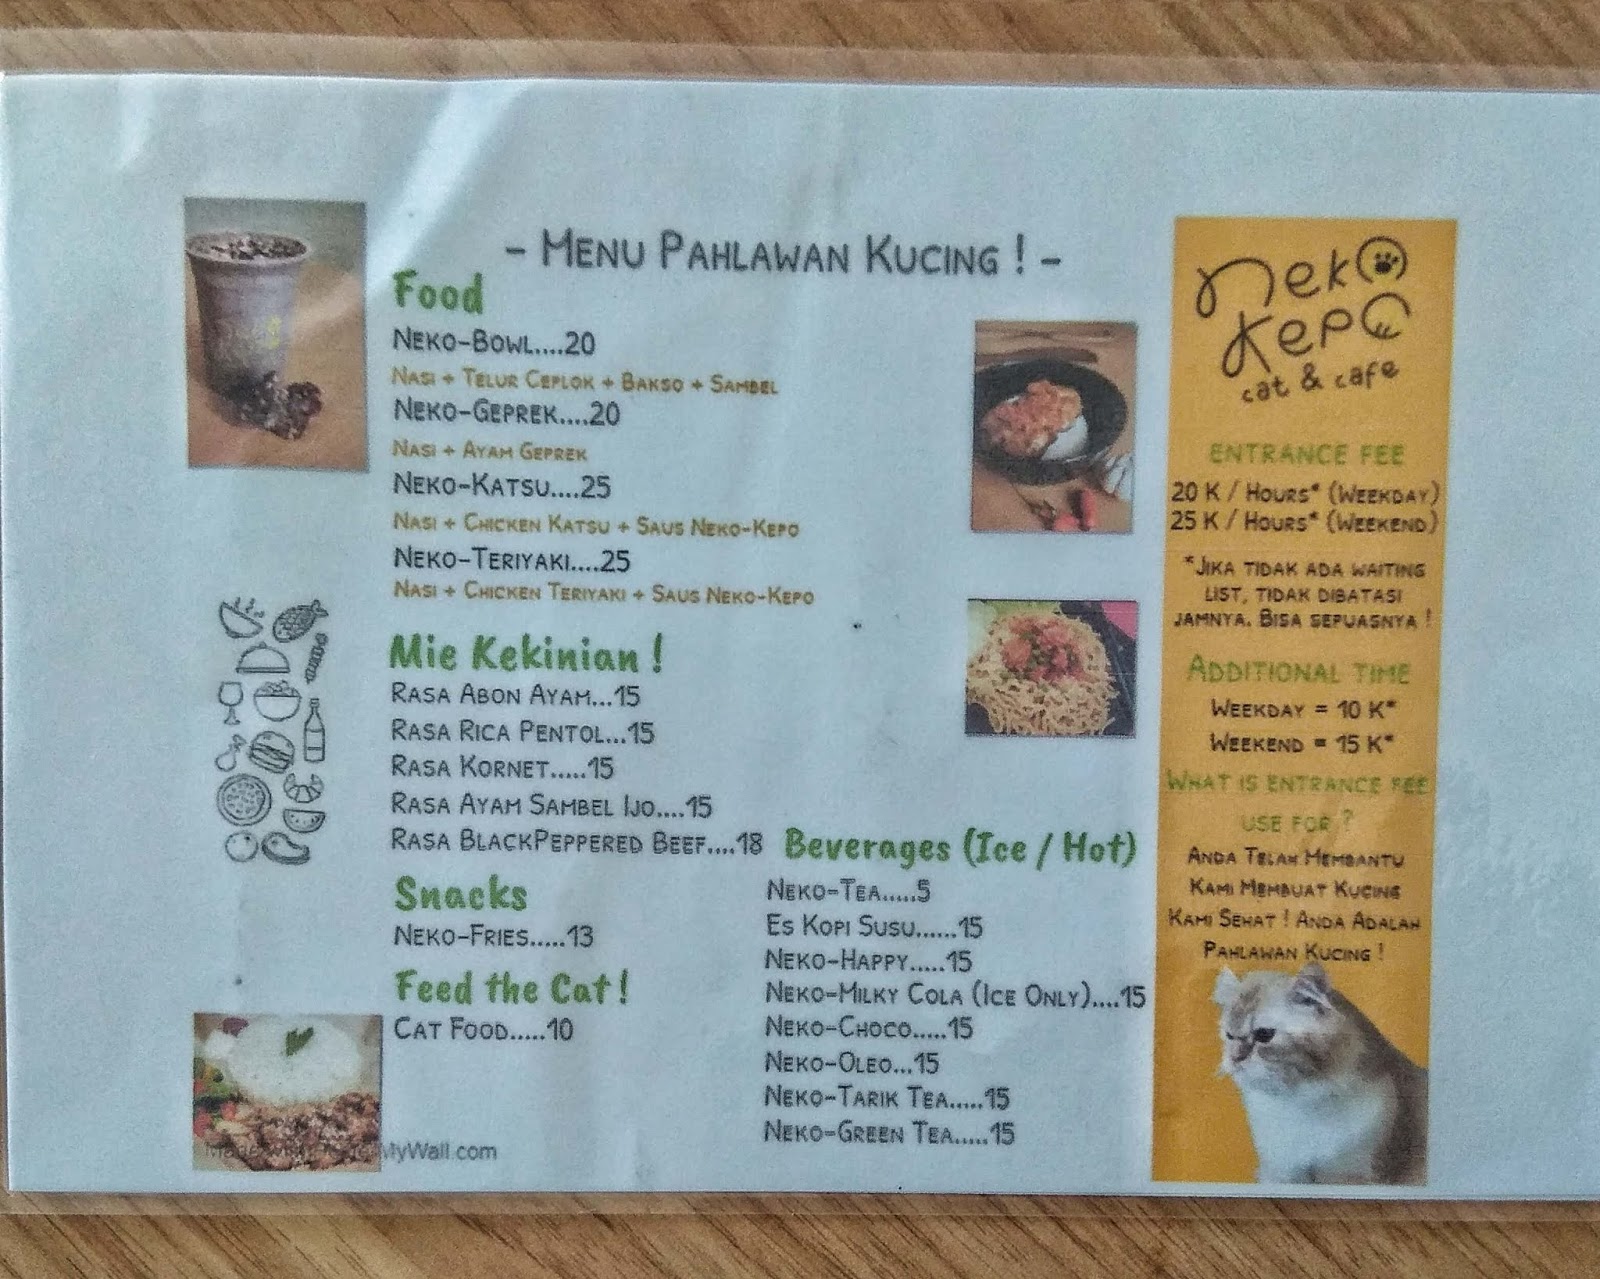 - Menu Pahlawan Kucing ! -
Food
Neko-Bowl....20
Nasi + Telur Ceplok + Bakso + Sambel
Neko-Geprek....20
Nasi + Ayam Geprek
Neko-Katsu....25
Nasi + Chicken Katsu + Saus Neko-Kepo
Neko-Teriyaki....25
Nasi + Chicken Teriyaki + Saus Neko-Kepo
Mie Kekinian !
Rasa Abon Ayam...15
Rasa Rica Pentol...15
Rasa Kornet.....15
Rasa Ayam Sambel Ijo....15
Rasa BlackPeppered Beef....18
Snacks
Neko-Fries.....13
Feed the Cat !
Cat Food.....10
Beverages (Ice / Hot)
Neko-Tea.....5
Es Kopi Susu......15
Neko-Happy.....15
Neko-Milky Cola (Ice Only)....15
Neko-Choco.....15
Neko-Oleo...15
Neko-Tarik Tea.....15
Neko-Green Tea.....15
neko
kepo
cat & cafe
Entrance Fee
20 K / Hours* (Weekday)
25 K / Hours* (Weekend)
*Jika tidak ada waiting
list, tidak dibatasi
jamnya. Bisa sepuasnya !
Additional time
Weekday = 10 K*
Weekend = 15 K*
What is entrance fee
use for ?
Anda Telah Membantu
Kami Membuat Kucing
Kami Sehat ! Anda Adalah
Pahlawan Kucing !
MyWall.com